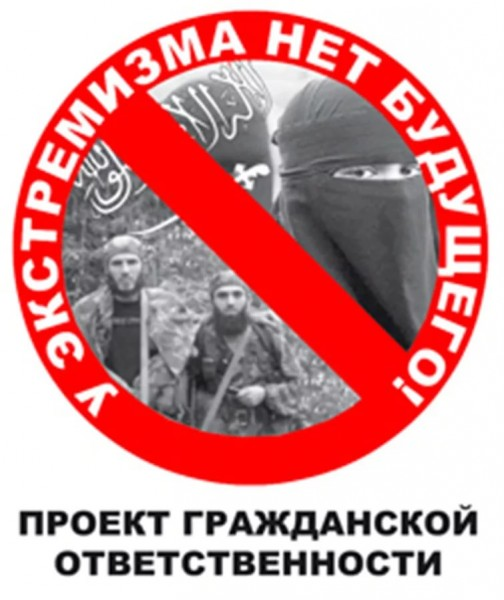 У ЭКСТРЕМИЗМА НЕТ БУДУЩЕГО!
ПРОЕКТ ГРАЖДАНСКОЙ
ОТВЕТСТВЕННОСТИ